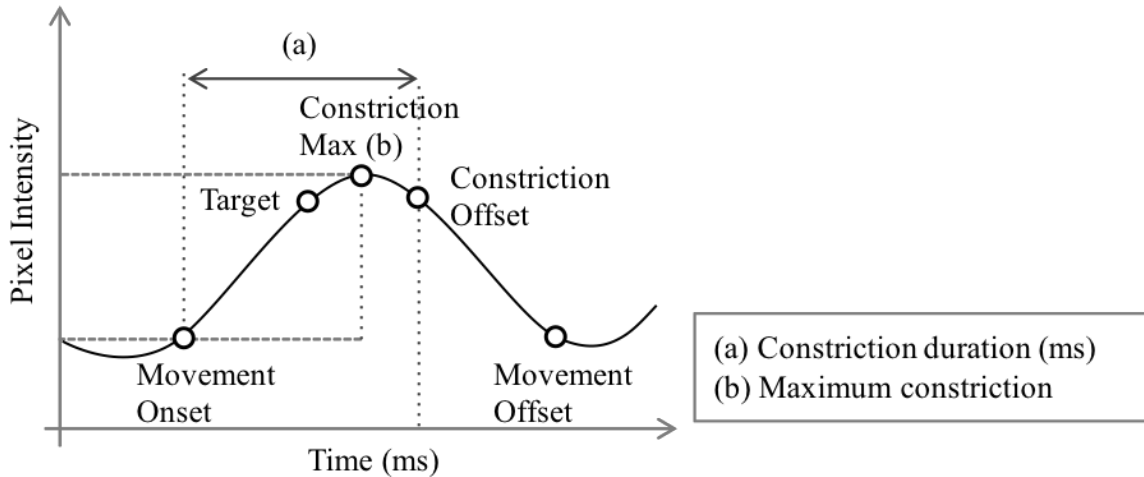 (a)
Constriction
Max (b)
Target
Constriction
Offset
Pixel Intensity
Movement
Onset
Movement
Offset
Time (ms)
(a) Constriction duration (ms)
(b) Maximum constriction